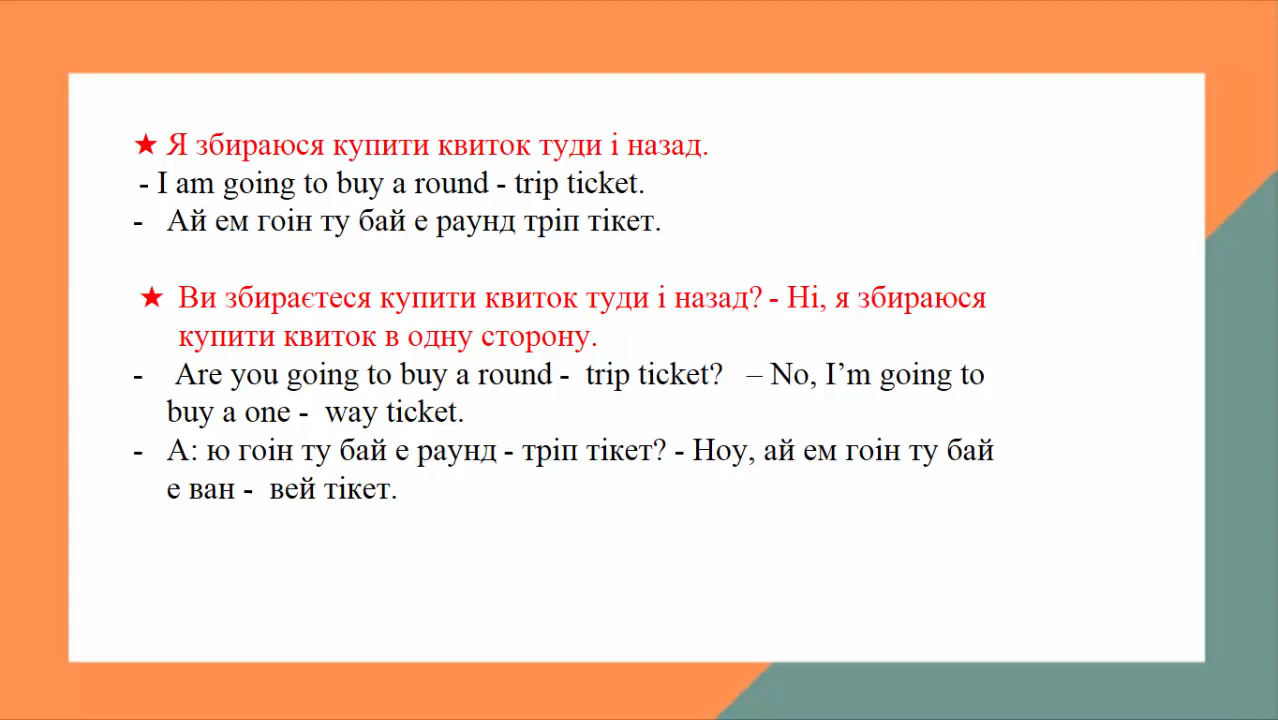 ★ Я збираюся купити квиток туди і назад.
- I am going to buy a round - trip ticket.
- Ай ем гоін ту бай е раунд тріп тікет.
★ Ви збираєтеся купити квиток туди і назад? - Ні, я збираюся
купити квиток в одну сторону.
- Are you going to buy a round - trip ticket? – No, I’m going to
buy a one - way ticket.
- А: ю гоін ту бай е раунд - тріп тікет? - Ноу, ай ем гоін ту бай
е ван - вей тікет.